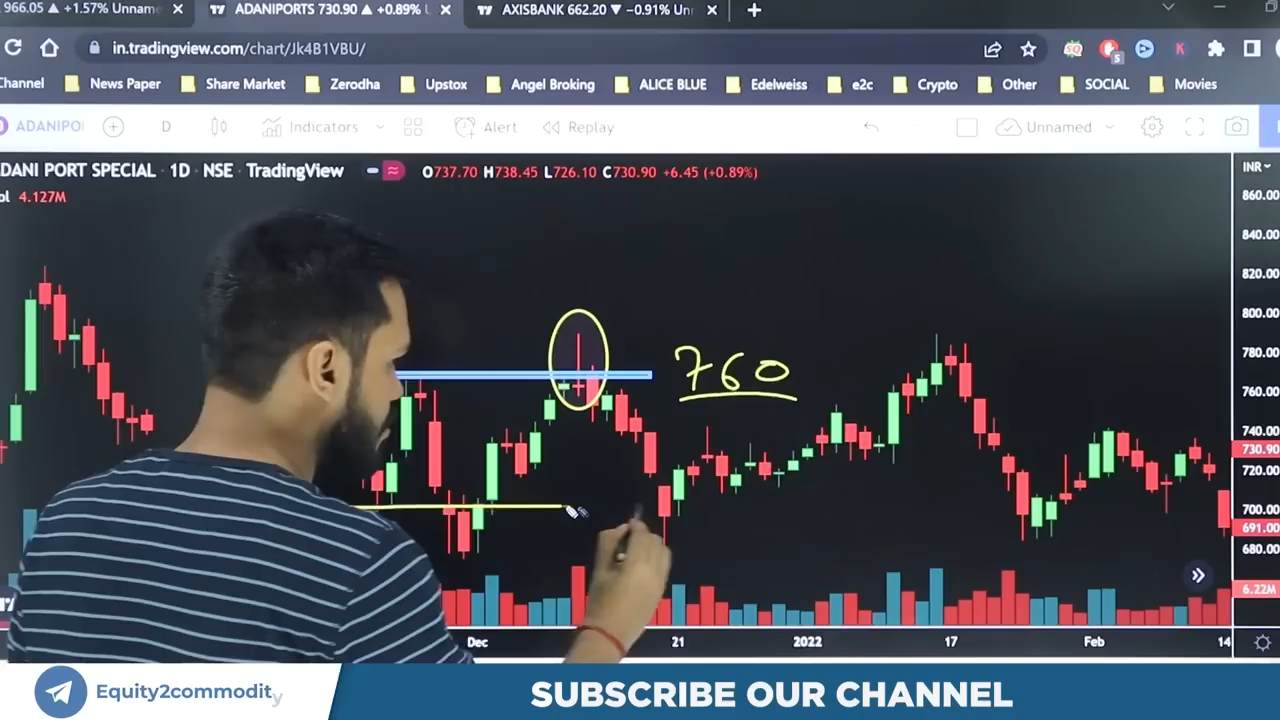 966.05 ▲ +1.57% Unname
ADANIPORTS 730.90 ▲ +0.89%
AXISBANK 662.20 ▼ −0.91% Un
in.tradingview.com/chart/Jk4B1VBU/
Channel News Paper Share Market Zerodha Upstox Angel Broking ALICE BLUE Edelweiss e2c Crypto Other SOCIAL Movies
ADANIPO D Indicators Alert Replay Unnamed
ADANI PORT SPECIAL · 1D · NSE · TradingView O737.70 H738.45 L726.10 C730.90 +6.45 (+0.89%) INR
ol 4.127M
860.00
840.00
820.00
800.00
780.00
760
760.00
740.00
730.90
720.00
700.00
691.00
680.00
6.22M
Dec 21 2022 17 Feb 14
Equity2commodity
SUBSCRIBE OUR CHANNEL